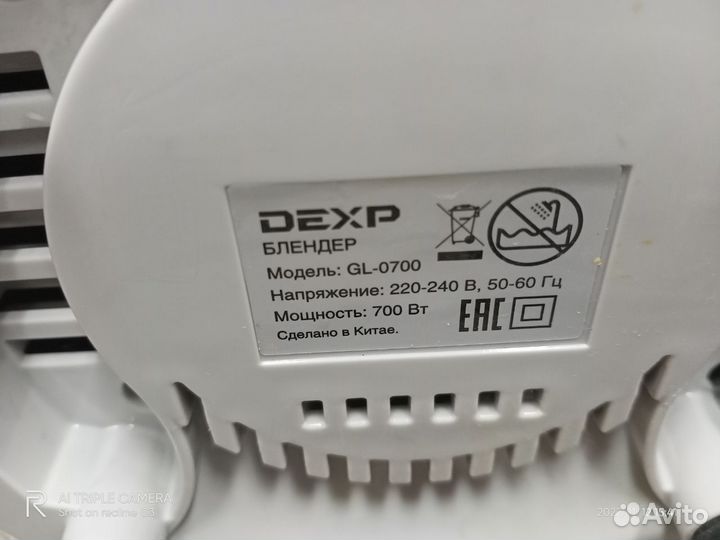 DEXP
БЛЕНДЕР
Модель: GL-0700
Напряжение: 220-240 В, 50-60 Гц
Мощность: 700 Вт
Сделано в Китае.
EAC
R
AI TRIPLE CAMERA
Shot on realme C3
Avito